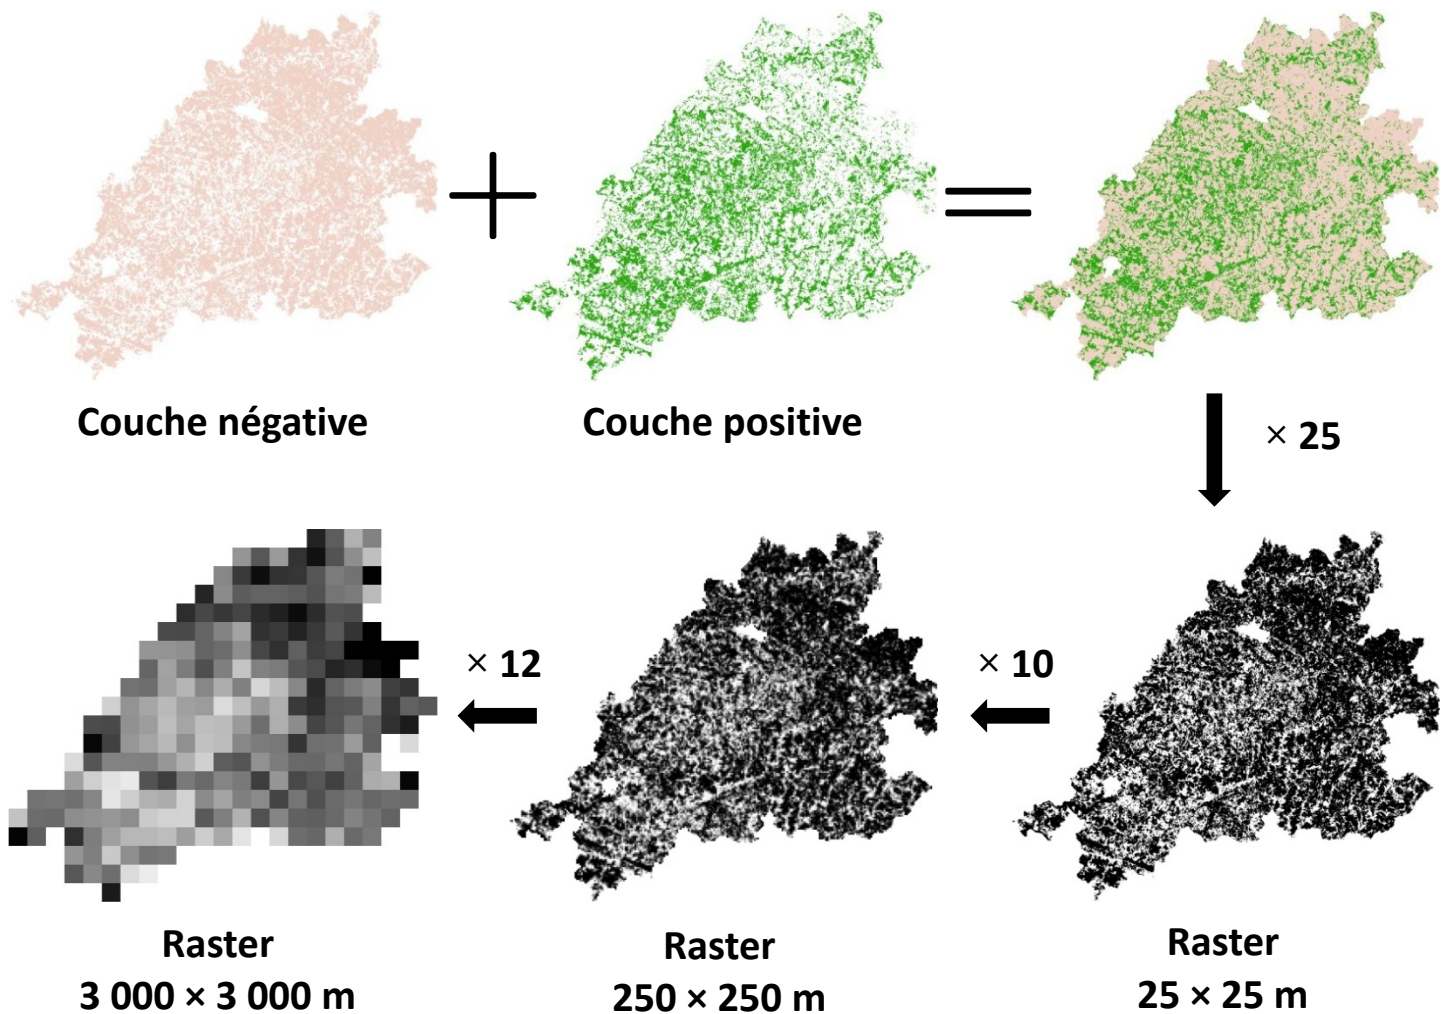 Couche négative
Couche positive
× 25
× 12
× 10
Raster
3 000 × 3 000 m
Raster
250 × 250 m
Raster
25 × 25 m